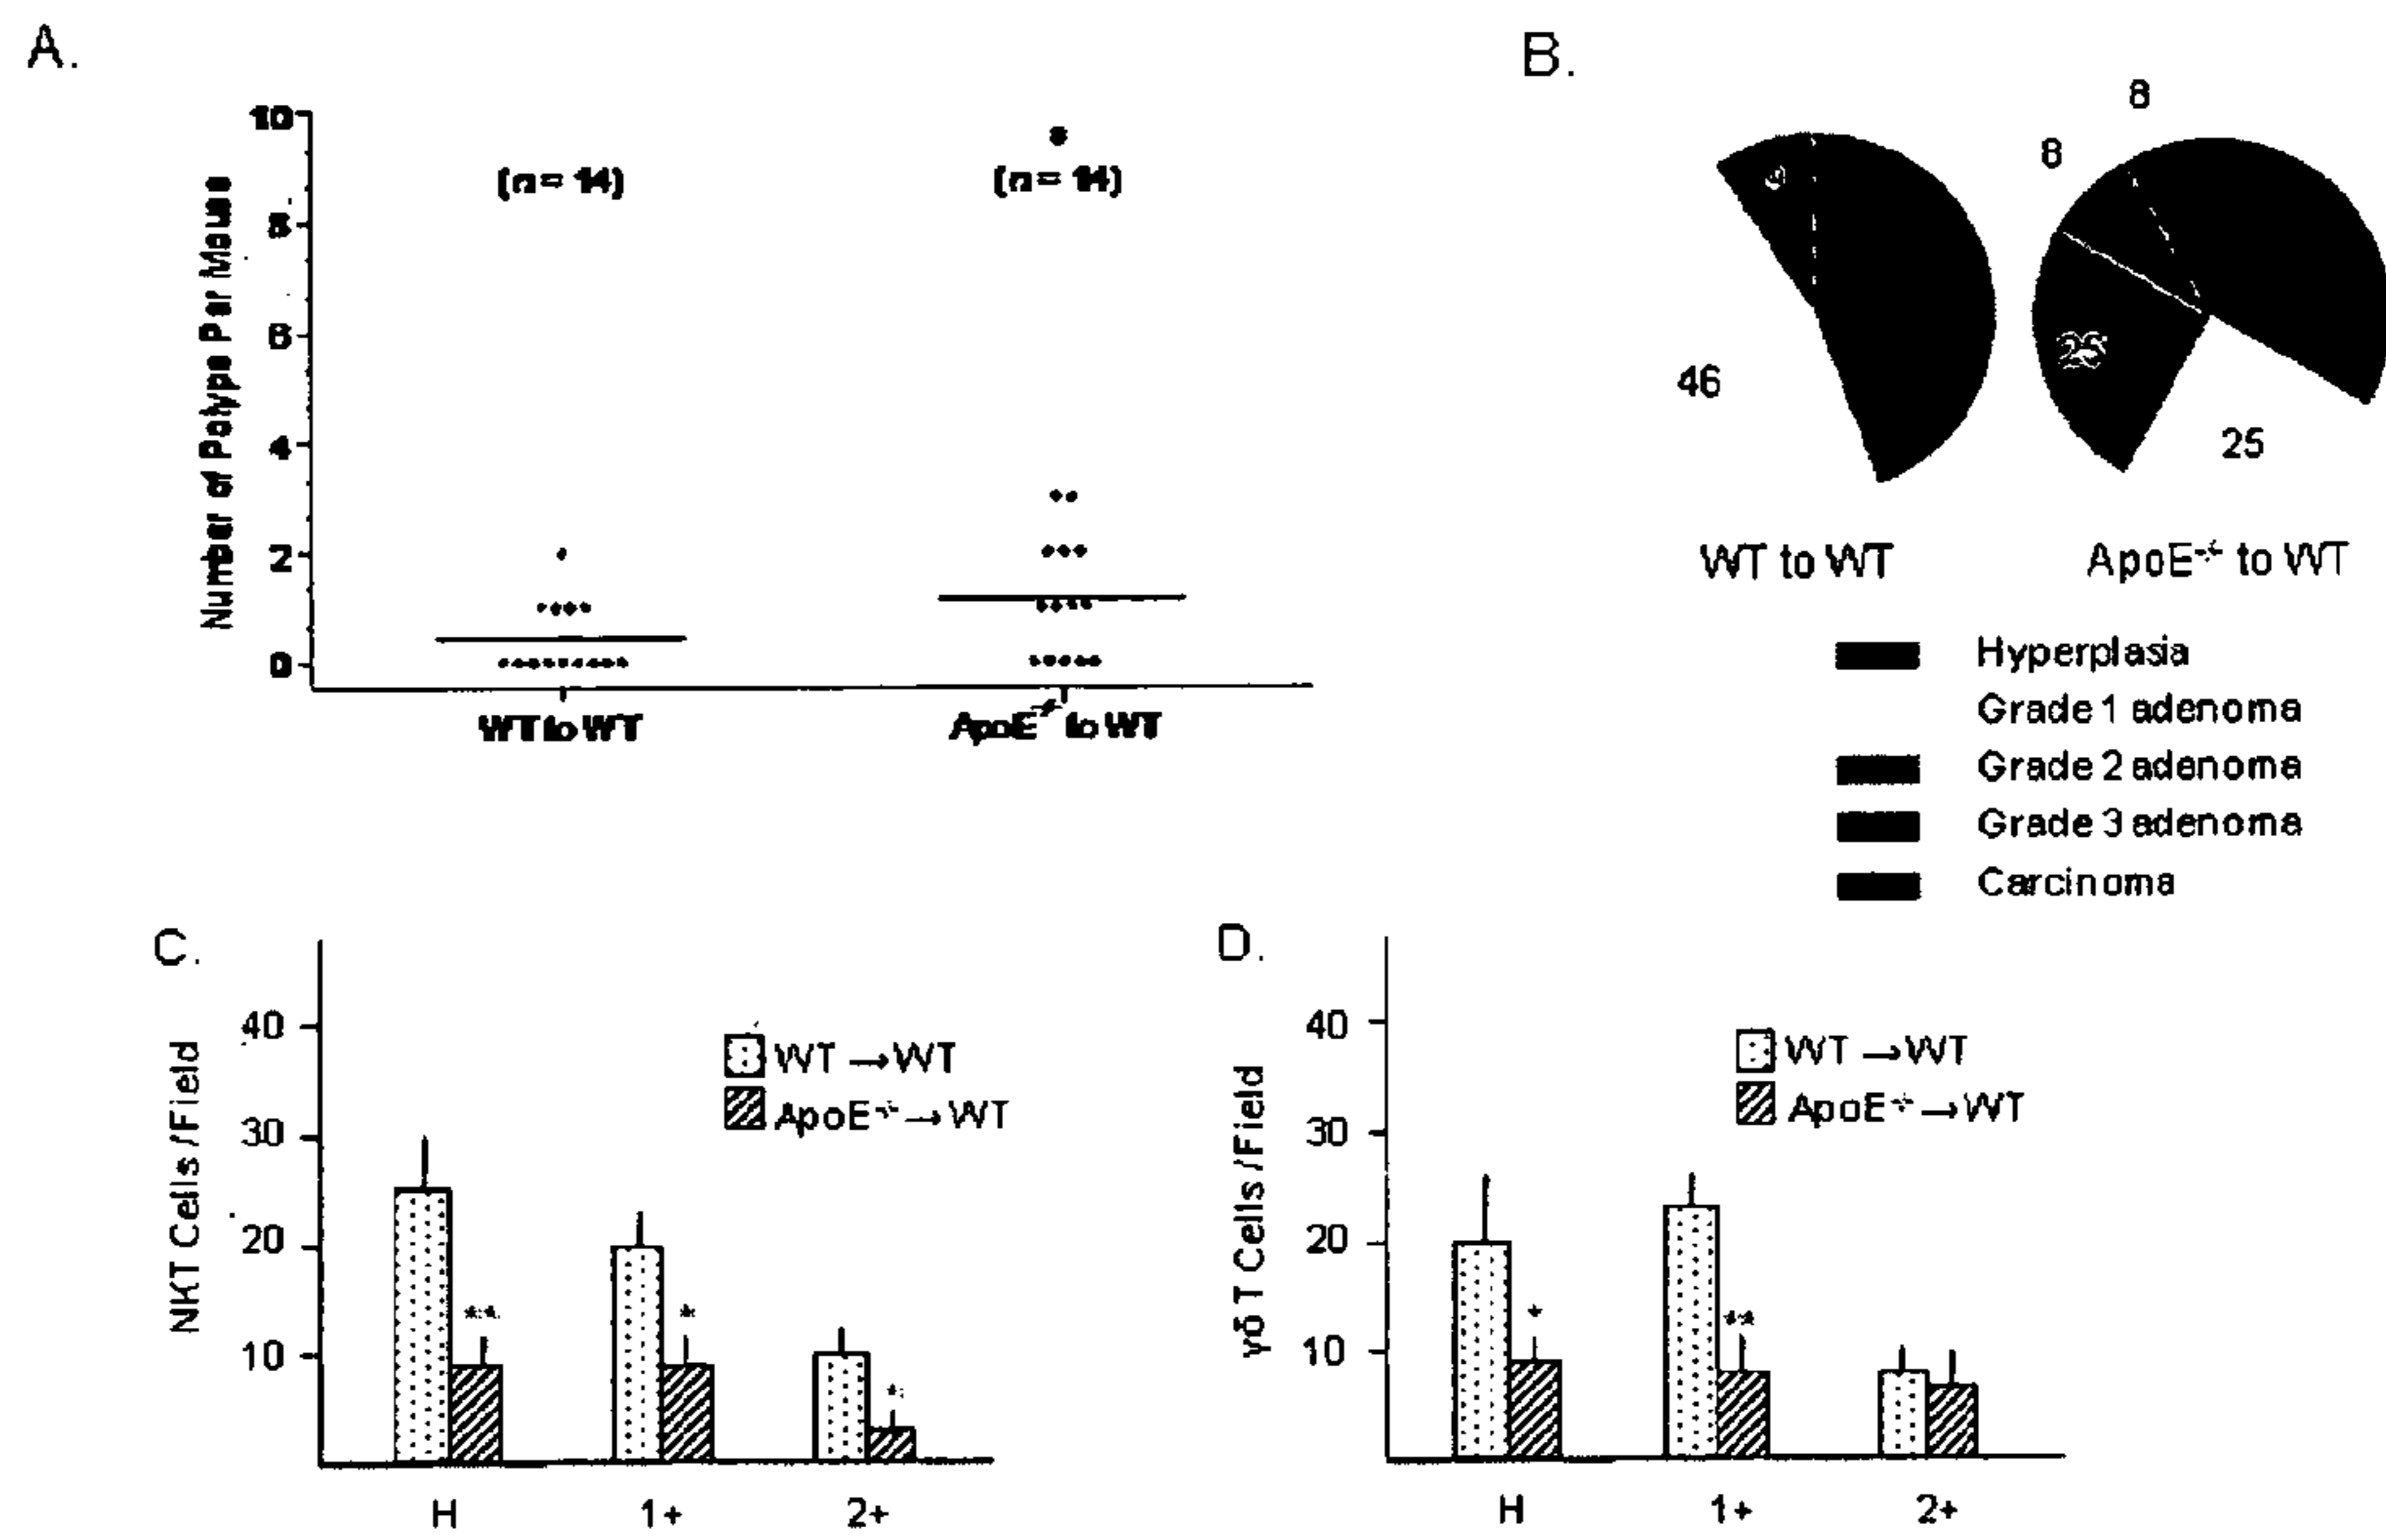 A.
10
8
6
4
2
0
Number of Polyps Per Mouse
(n = 14)
(n = 14)
WT to WT
ApoE-/- to WT
B.
9
46
8
8
25
25
WT to WT
ApoE-/- to WT
Hyperplasia
Grade 1 adenoma
Grade 2 adenoma
Grade 3 adenoma
Carcinoma
C.
NKT Cells/Field
40
30
20
10
WT →WT
ApoE-/-→WT
**
*
*
H
1+
2+
D.
γδ T Cells/Field
40
30
20
10
WT →WT
ApoE-/-→WT
*
**
H
1+
2+